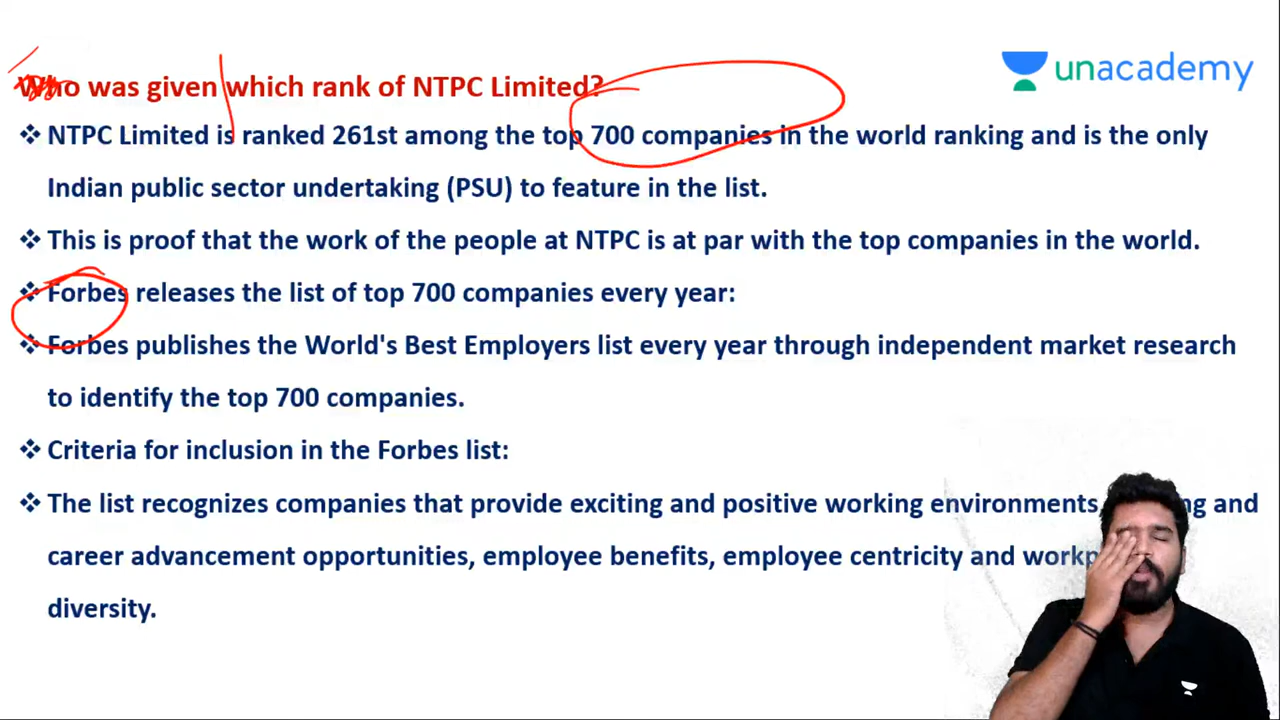 unacademy
Who was given which rank of NTPC Limited?
❖ NTPC Limited is ranked 261st among the top 700 companies in the world ranking and is the only
Indian public sector undertaking (PSU) to feature in the list.
❖ This is proof that the work of the people at NTPC is at par with the top companies in the world.
❖ Forbes releases the list of top 700 companies every year:
❖ Forbes publishes the World's Best Employers list every year through independent market research
to identify the top 700 companies.
❖ Criteria for inclusion in the Forbes list:
❖ The list recognizes companies that provide exciting and positive working environments, and
career advancement opportunities, employee benefits, employee centricity and
diversity.